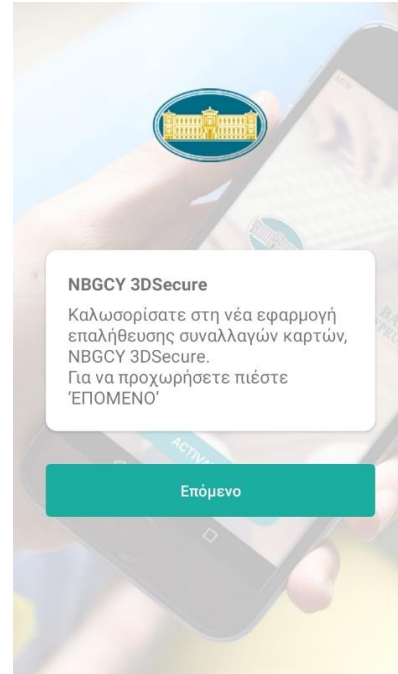 NBGCY 3DSecure
Καλωσορίσατε στη νέα εφαρμογή
επαλήθευσης συναλλαγών καρτών,
NBGCY 3DSecure.
Για να προχωρήσετε πιέστε
‘ΕΠΟΜΕΝΟ’
Επόμενο